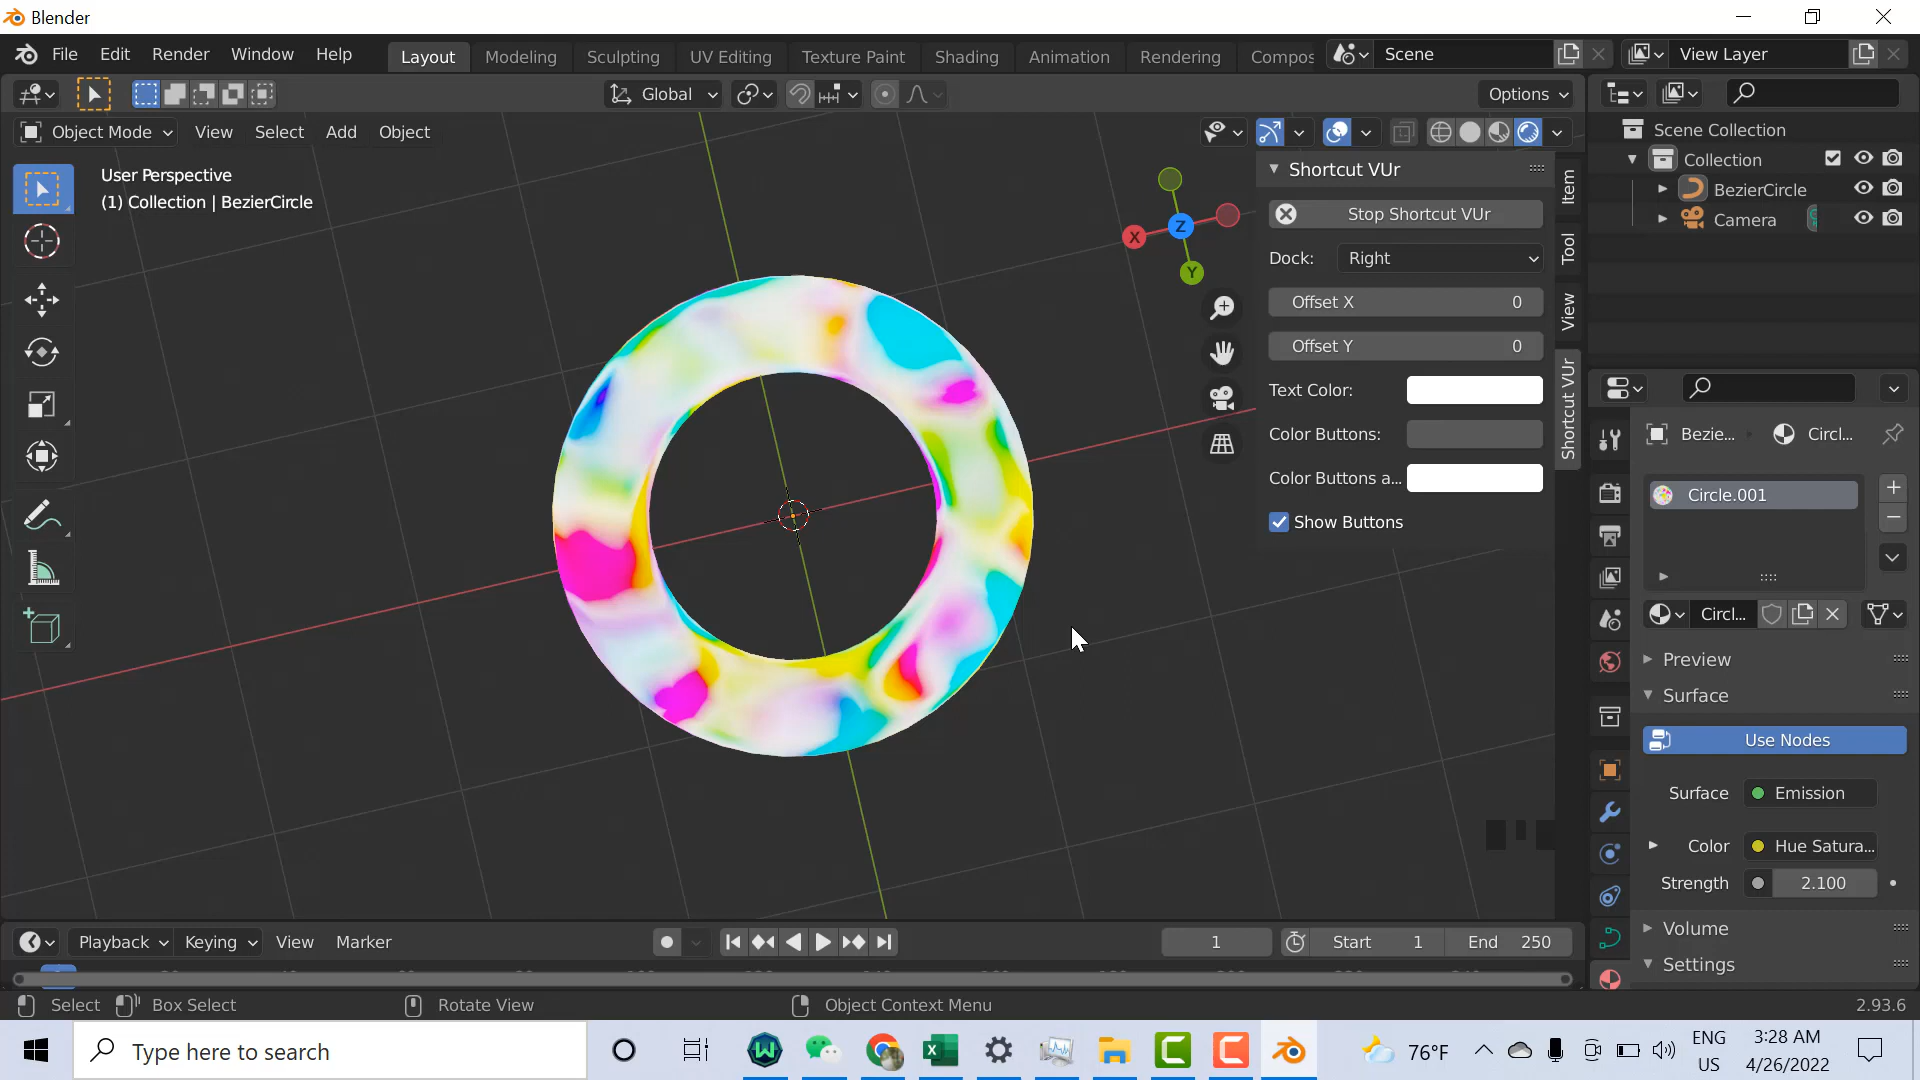 Blender
File Edit Render Window Help
Layout Modeling Sculpting UV Editing Texture Paint Shading Animation Rendering Compos
Scene
View Layer
Global
Options
Object Mode View Select Add Object
User Perspective
(1) Collection | BezierCircle
X
Z
Y
Shortcut VUr
Stop Shortcut VUr
Dock: Right
Offset X 0
Offset Y 0
Text Color:
Color Buttons:
Color Buttons a...
Show Buttons
Item
Tool
View
Shortcut VUr
Scene Collection
Collection
BezierCircle
Camera
Bezie...
Circl...
Circle.001
Circl...
Preview
Surface
Use Nodes
Surface Emission
Color Hue Satura...
Strength 2.100
Volume
Settings
Playback Keying View Marker
1
Start 1
End 250
Select
Box Select
Rotate View
Object Context Menu
2.93.6
Type here to search
76°F
ENG
US
3:28 AM
4/26/2022